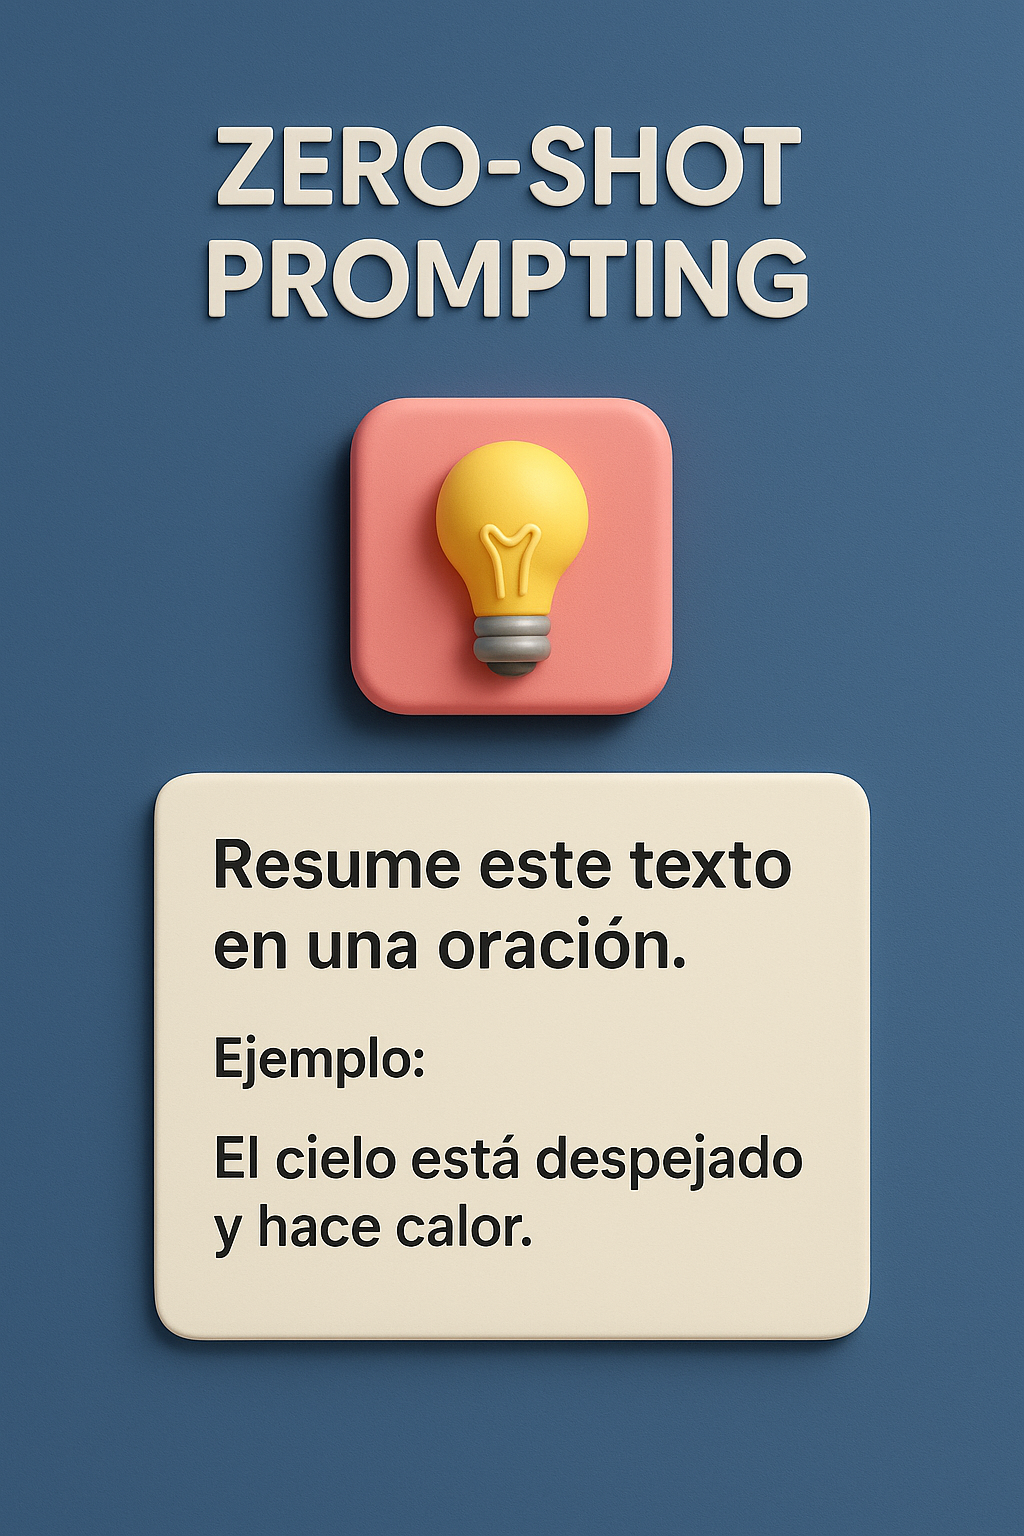 ZERO-SHOT
PROMPTING
Resume este texto
en una oración.
Ejemplo:
El cielo está despejado
y hace calor.